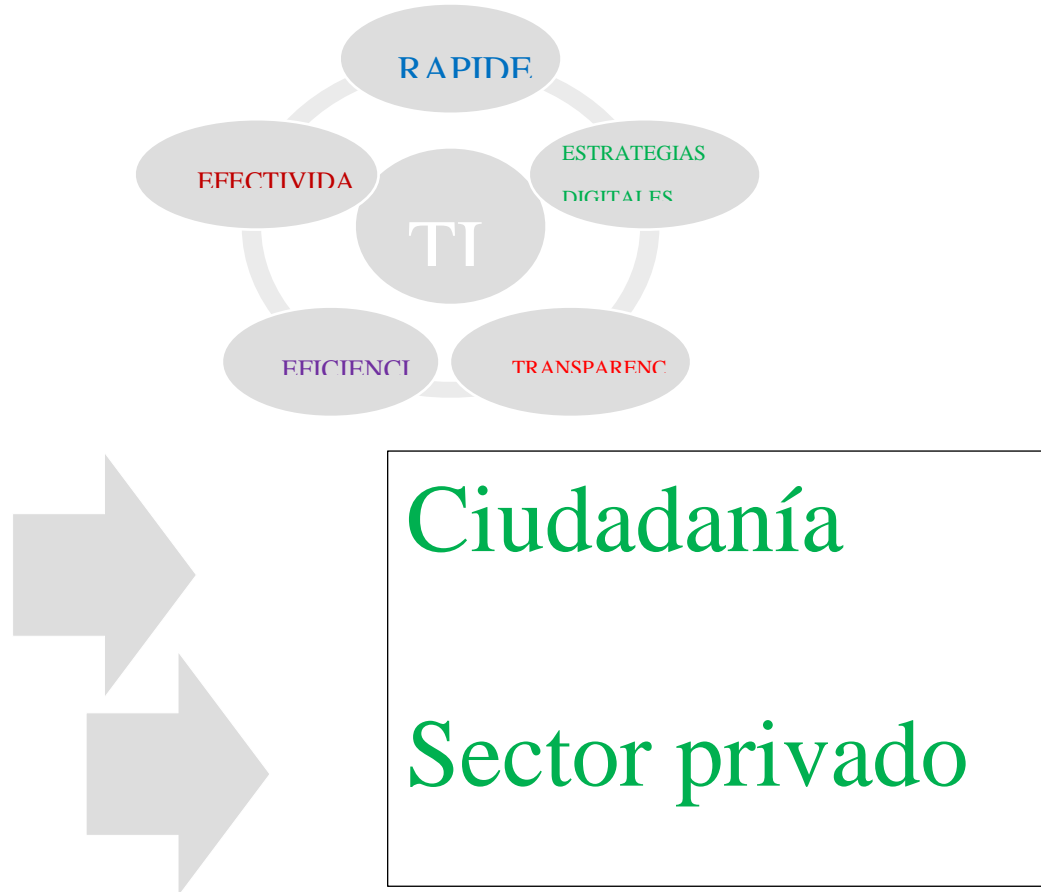 RAPIDE
EFECTIVIDA
ESTRATEGIAS
DIGITALES
TI
EFICIENCI
TRANSPARENC
Ciudadanía
Sector privado